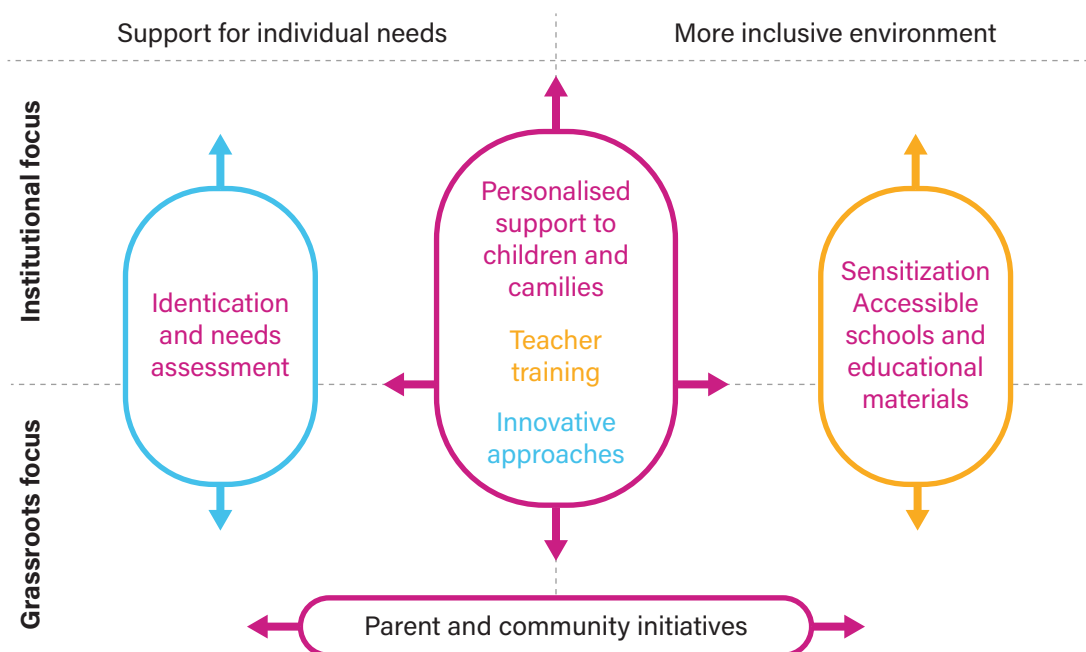 Support for individual needs
More inclusive environment
Institutional focus
Identication
and needs
assessment
Personalised
support to
children and
camilies
Teacher
training
Innovative
approaches
Sensitization
Accessible
schools and
educational
materials
Grassroots focus
Parent and community initiatives